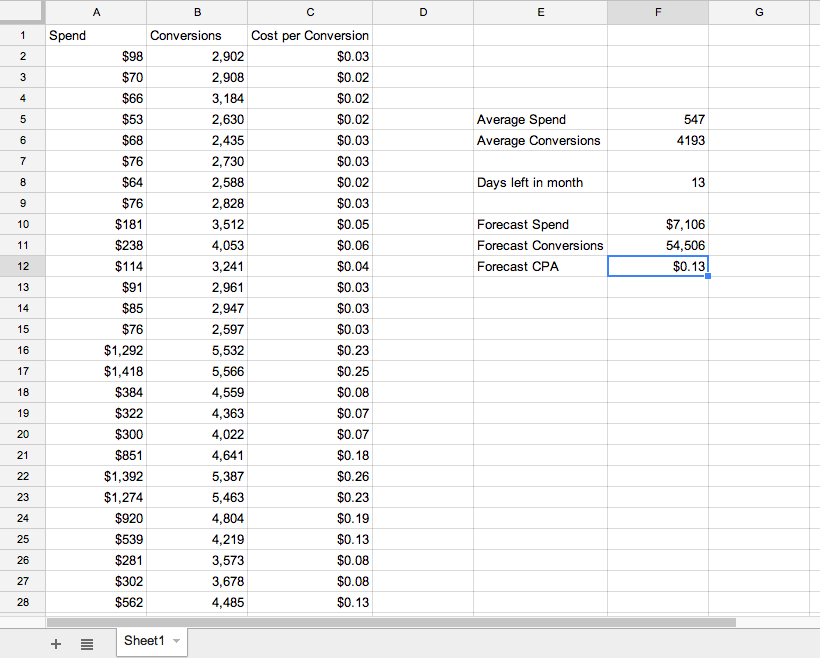 A B C D E F G
1 Spend Conversions Cost per Conversion
2 $98 2,902 $0.03
3 $70 2,908 $0.02
4 $66 3,184 $0.02
5 $53 2,630 $0.02 Average Spend 547
6 $68 2,435 $0.03 Average Conversions 4193
7 $76 2,730 $0.03
8 $64 2,588 $0.02 Days left in month 13
9 $76 2,828 $0.03
10 $181 3,512 $0.05 Forecast Spend $7,106
11 $238 4,053 $0.06 Forecast Conversions 54,506
12 $114 3,241 $0.04 Forecast CPA $0.13
13 $91 2,961 $0.03
14 $85 2,947 $0.03
15 $76 2,597 $0.03
16 $1,292 5,532 $0.23
17 $1,418 5,566 $0.25
18 $384 4,559 $0.08
19 $322 4,363 $0.07
20 $300 4,022 $0.07
21 $851 4,641 $0.18
22 $1,392 5,387 $0.26
23 $1,274 5,463 $0.23
24 $920 4,804 $0.19
25 $539 4,219 $0.13
26 $281 3,573 $0.08
27 $302 3,678 $0.08
28 $562 4,485 $0.13
Sheet1